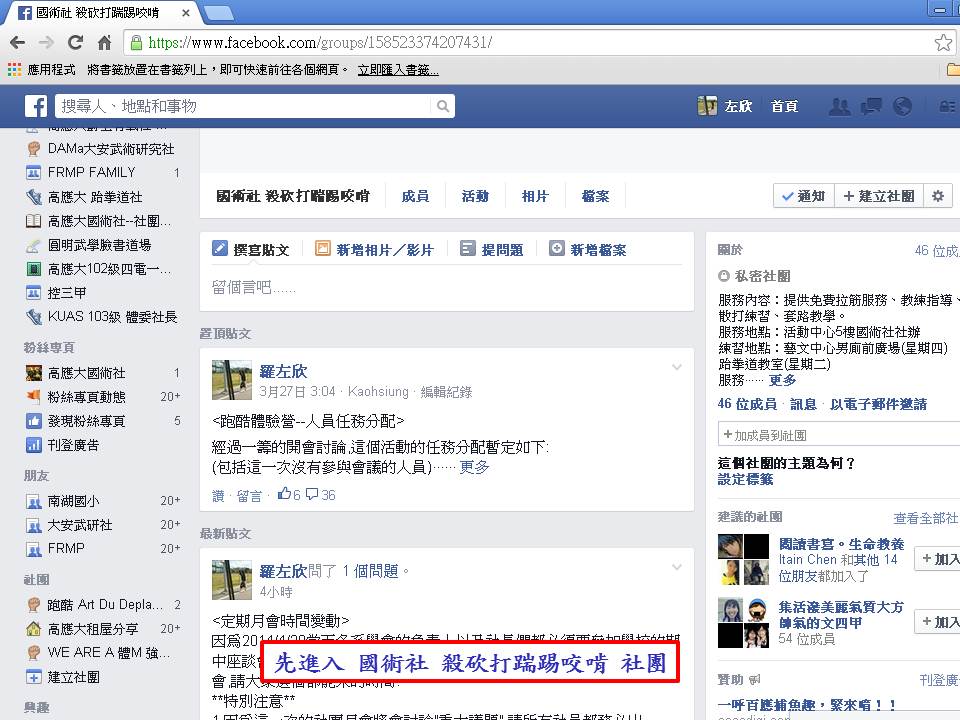 國術社 殺砍打踹踢咬啃
https://www.facebook.com/groups/158523374207431/
應用程式 將書籤放置在書籤列上，即可快速前往各個網頁。 立即匯入書籤...
搜尋人、地點和事物
左欣 首頁
DAMa大安武術研究社
FRMP FAMILY 1
高應大 跆拳道社
高應大國術社--社團...
圓明武學臉書道場
高應大102級四電一...
控三甲
KUAS 103級 體委社長
粉絲專頁
高應大國術社 1
粉絲專頁動態 20+
發現粉絲專頁 5
刊登廣告
朋友
南湖國小 20+
大安武研社 20+
FRMP 20+
社團
跑酷 Art Du Depla... 2
高應大租屋分享 20+
WE ARE A 體M 強...
建立社團
興趣
國術社 殺砍打踹踢咬啃 成員 活動 相片 檔案
通知 + 建立社團
撰寫貼文 新增相片／影片 提問題 新增檔案
留個言吧......
置頂貼文
羅左欣
3月27日 3:04 · Kaohsiung · 編輯紀錄
<跑酷體驗營--人員任務分配>
經過一籌的開會討論,這個活動的任務分配暫定如下:
(包括這一次沒有參與會議的人員)...... 更多
讚 · 留言 · 6 36
最新貼文
羅左欣問了 1 個問題。
4小時
<定期月會時間變動>
中座談會
先進入 國術社 殺砍打踹踢咬啃 社團
**特別注意**
關於 46 位成
私密社團
服務內容：提供免費拉筋服務、教練指導、
散打練習、套路教學。
服務地點：活動中心5樓國術社社辦
練習地點：藝文中心男廁前廣場(星期四)
跆拳道教室(星期二)
服務...... 更多
46 位成員 · 訊息 · 以電子郵件邀請
+加成員到社團
這個社團的主題為何？
設定標籤
建議的社團 查看全部社
閱讀書寫。生命教養
Itain Chen 和其他 14
位朋友都加入了
+ 加入
集活潑美麗氣質大方
帥氣的文四甲
54 位成員
+ 加入
贊助 刊登廣
一呼百應捕魚趣，緊來唷！！